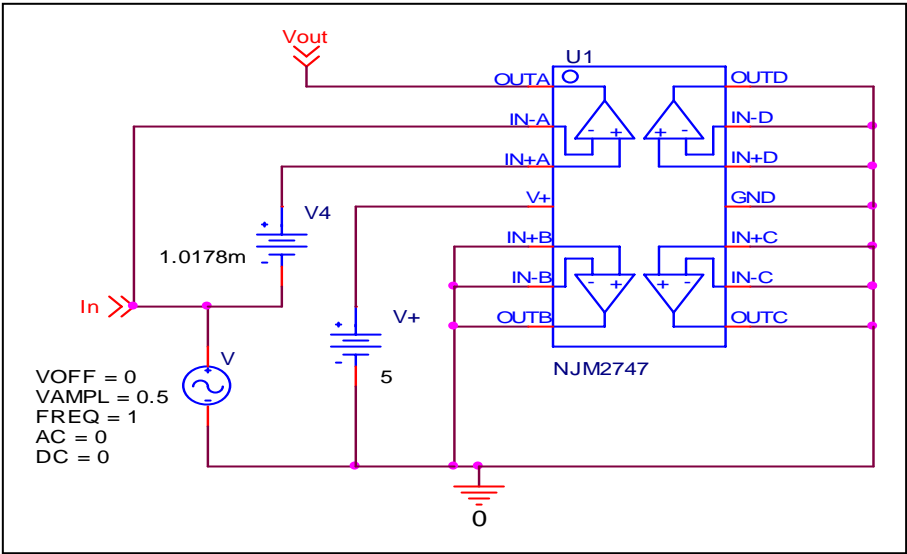 Vout
U1
OUTA
OUTD
IN-A
IN-D
IN+A
IN+D
V+
GND
V4
1.0178m
IN+B
IN+C
IN-B
IN-C
In
OUTB
OUTC
V+
5
NJM2747
V
VOFF = 0
VAMPL = 0.5
FREQ = 1
AC = 0
DC = 0
0